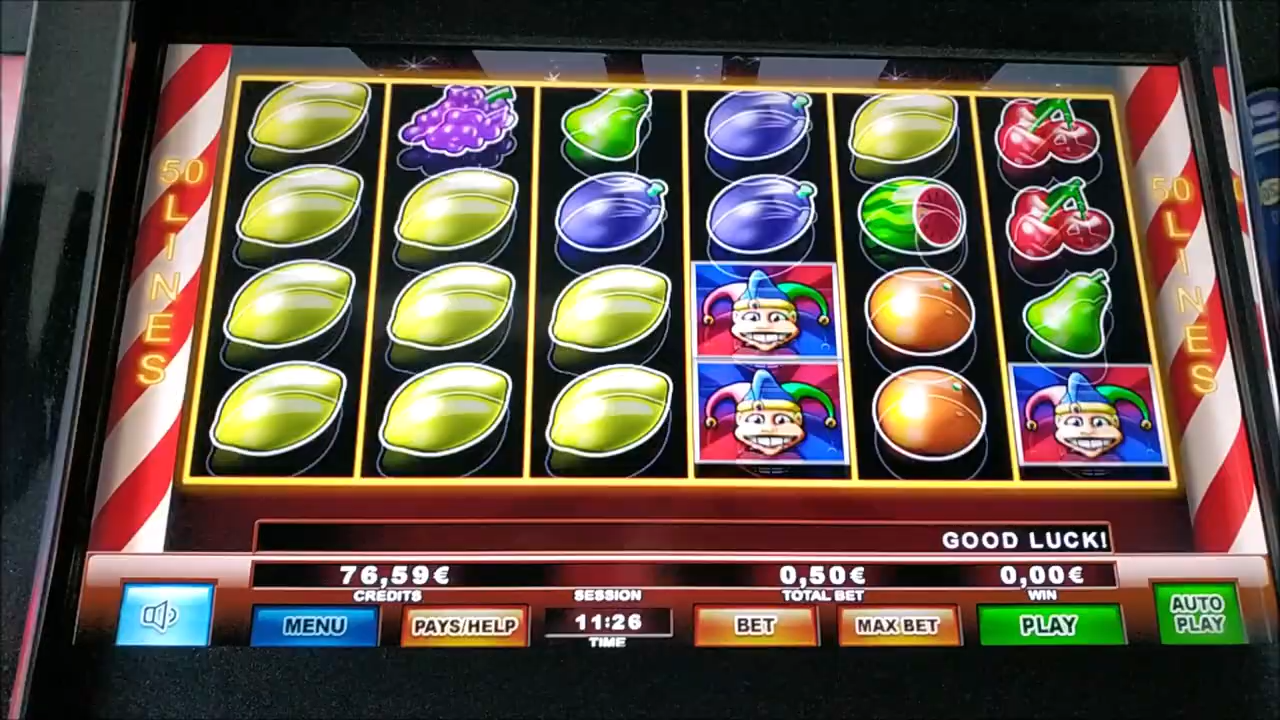 50 LINES
50 LINES
GOOD LUCK!
76,59€ 0,50€ 0,00€
CREDITS SESSION TOTAL BET WIN
MENU PAYS/HELP 11:26 BET MAX BET PLAY AUTO PLAY
TIME